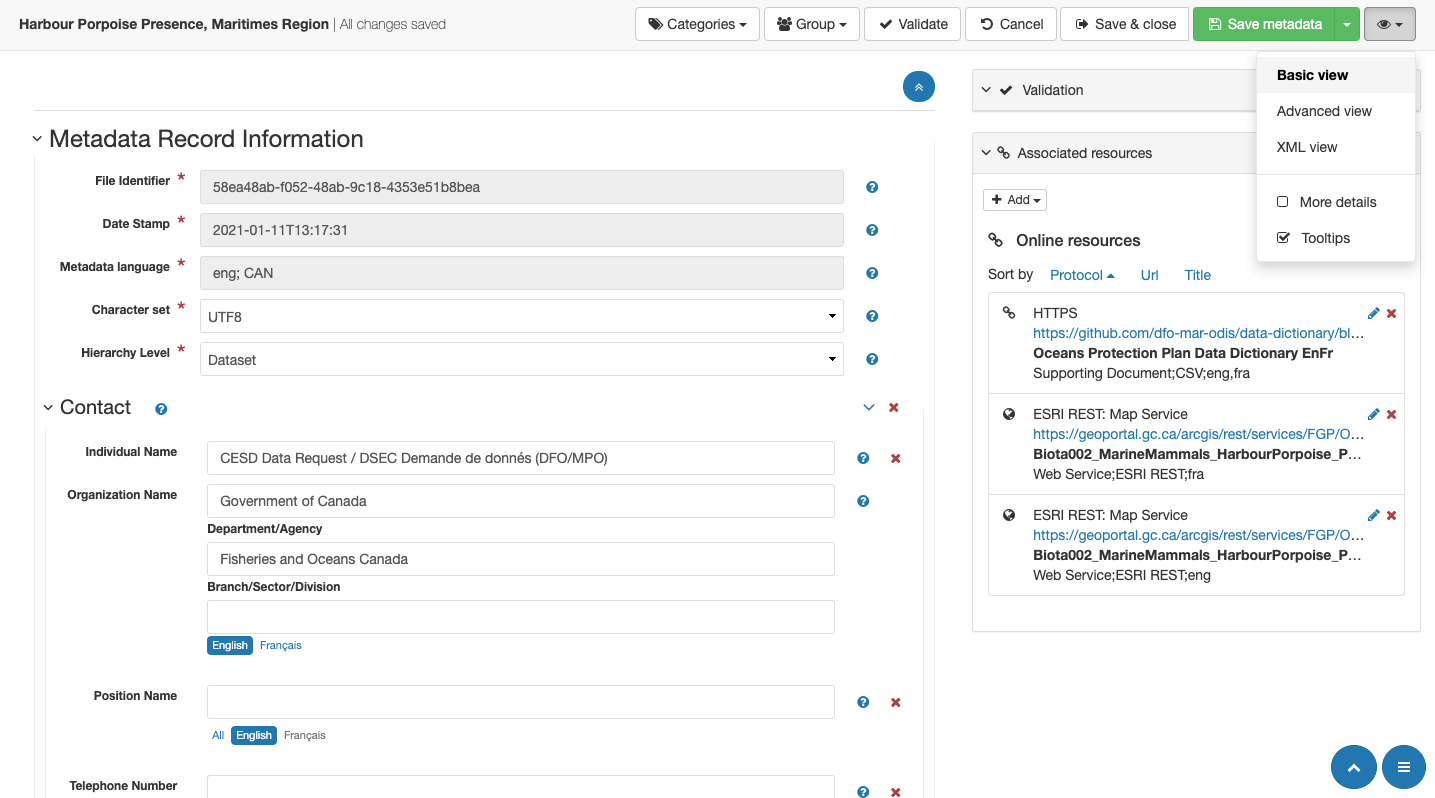 Harbour Porpoise Presence, Maritimes Region | All changes saved
Categories
Group
Validate
Cancel
Save & close
Save metadata
Basic view
Advanced view
XML view
More details
Tooltips
Metadata Record Information
File Identifier *
58ea48ab-f052-48ab-9c18-4353e51b8bea
Date Stamp *
2021-01-11T13:17:31
Metadata language *
eng; CAN
Character set *
UTF8
Hierarchy Level *
Dataset
Contact
Individual Name
CESD Data Request / DSEC Demande de donnés (DFO/MPO)
Organization Name
Government of Canada
Department/Agency
Fisheries and Oceans Canada
Branch/Sector/Division
English Français
Position Name
All English Français
Telephone Number
Validation
Associated resources
Add
Online resources
Sort by Protocol Url Title
HTTPS
https://github.com/dfo-mar-odis/data-dictionary/bl...
Oceans Protection Plan Data Dictionary EnFr
Supporting Document;CSV;eng,fra
ESRI REST: Map Service
https://geoportal.gc.ca/arcgis/rest/services/FGP/O...
Biota002_MarineMammals_HarbourPorpoise_P...
Web Service;ESRI REST;fra
ESRI REST: Map Service
https://geoportal.gc.ca/arcgis/rest/services/FGP/O...
Biota002_MarineMammals_HarbourPorpoise_P...
Web Service;ESRI REST;eng